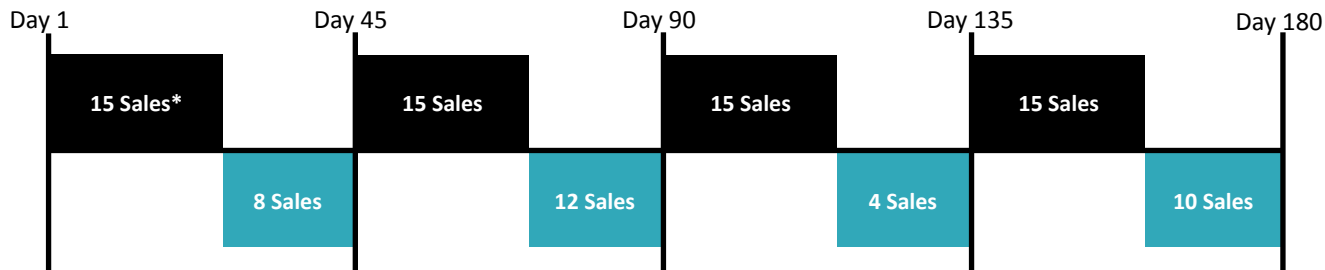 Day 1
Day 45
Day 90
Day 135
Day 180
15 Sales*
15 Sales
15 Sales
15 Sales
8 Sales
12 Sales
4 Sales
10 Sales